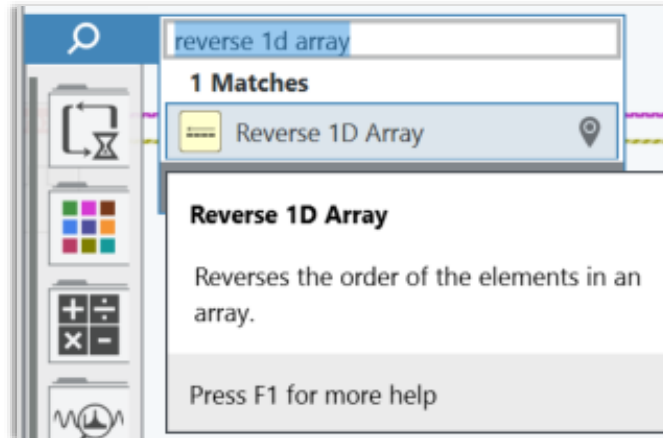 reverse 1d array
1 Matches
Reverse 1D Array
Reverse 1D Array
Reverses the order of the elements in an
array.
Press F1 for more help